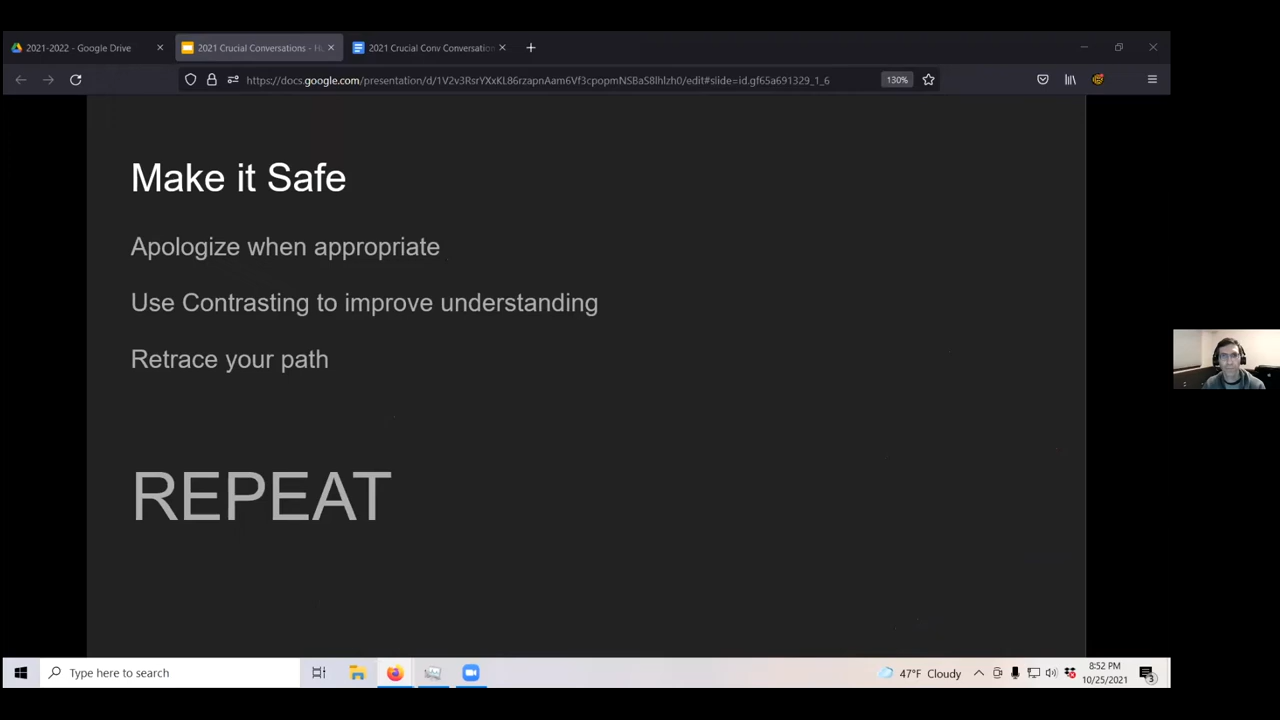 2021-2022 - Google Drive
2021 Crucial Conversations - H
2021 Crucial Conv Conversation
https://docs.google.com/presentation/d/1V2v3RsrYXxKL86rzapnAam6Vf3cpopmNSBaS8lhlzh0/edit#slide=id.gf65a691329_1_6
130%
Make it Safe
Apologize when appropriate
Use Contrasting to improve understanding
Retrace your path
REPEAT
Type here to search
47°F Cloudy
8:52 PM
10/25/2021
3